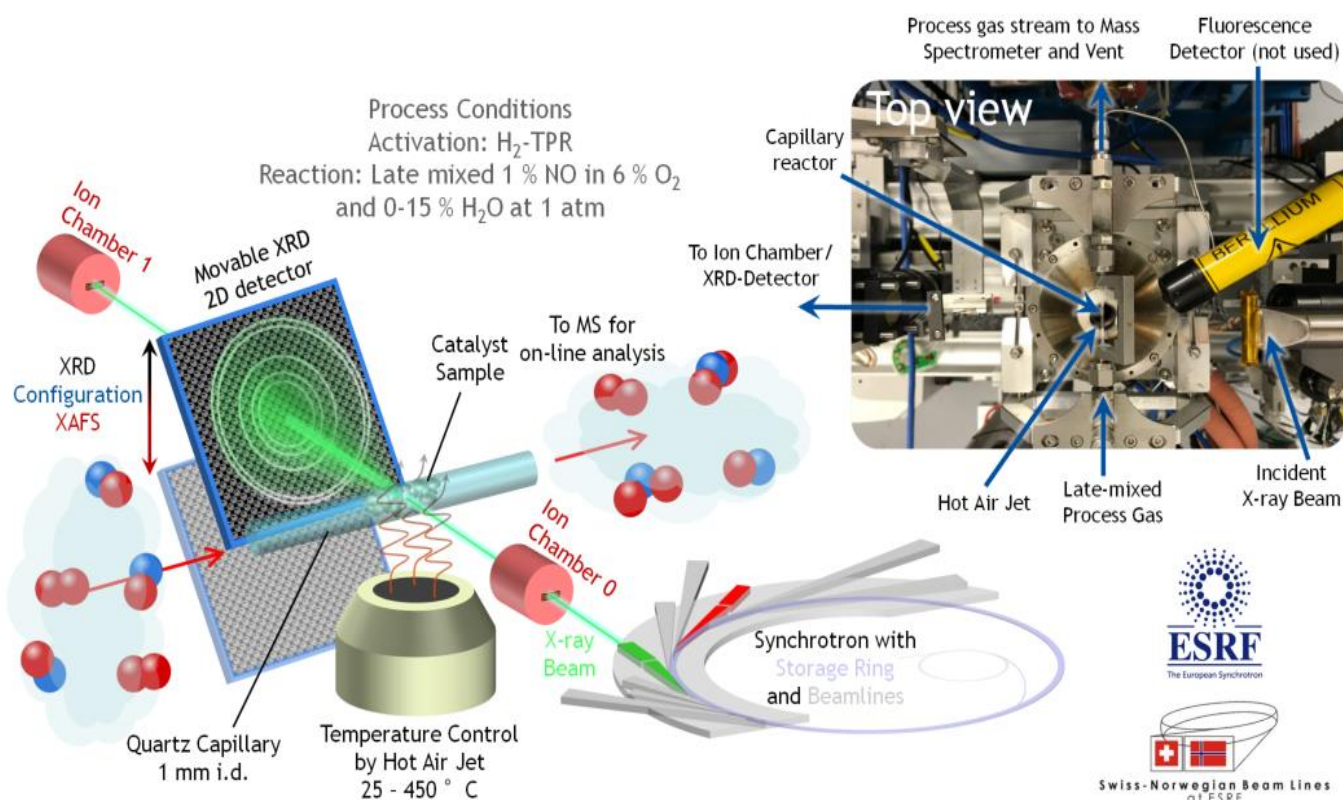 Process gas stream to Mass
Spectrometer and Vent
Fluorescence
Detector (not used)
Top view
Process Conditions
Activation: H₂-TPR
Reaction: Late mixed 1 % NO in 6 % O₂
and 0-15 % H₂O at 1 atm
Capillary
reactor
BERYLLIUM
Ion
Chamber 1
Movable XRD
2D detector
To Ion Chamber/
XRD-Detector
To MS for
on-line analysis
Catalyst
Sample
XRD
Configuration
XAFS
Hot Air Jet
Late-mixed
Process Gas
Incident
X-ray Beam
Ion
Chamber 0
X-ray
Beam
Synchrotron with
Storage Ring
and Beamlines
ESRF
The European Synchrotron
Quartz Capillary
1 mm i.d.
Temperature Control
by Hot Air Jet
25 - 450 ° C
Swiss-Norwegian Beam Lines
at ESRF